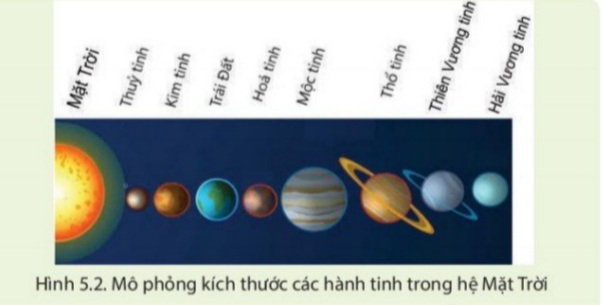 Mặt Trời
Thuỷ tinh
Kim tinh
Trái Đất
Hoả tinh
Mộc tinh
Thổ tinh
Thiên Vương tinh
Hải Vương tinh
Hình 5.2. Mô phỏng kích thước các hành tinh trong hệ Mặt Trời